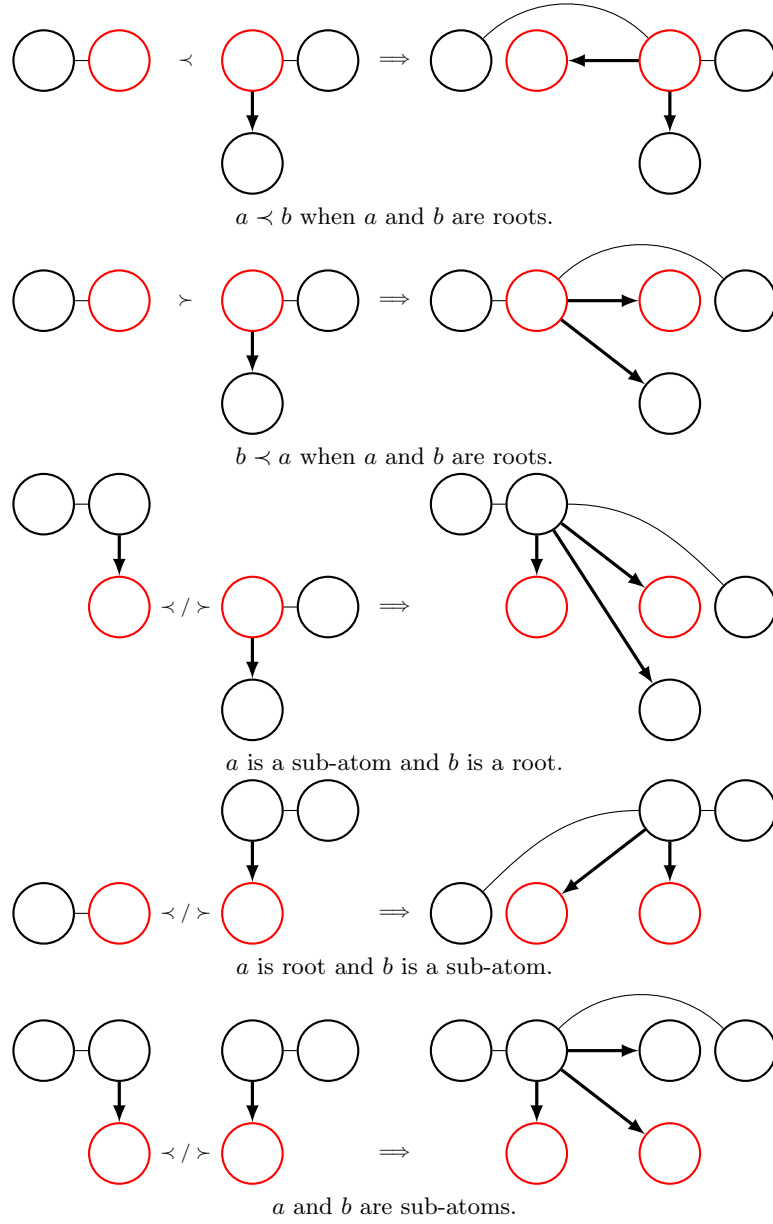 ≺ ⟹
a ≺ b when a and b are roots.
≻ ⟹
b ≺ a when a and b are roots.
≺ / ≻ ⟹
a is a sub-atom and b is a root.
≺ / ≻ ⟹
a is root and b is a sub-atom.
≺ / ≻ ⟹
a and b are sub-atoms.